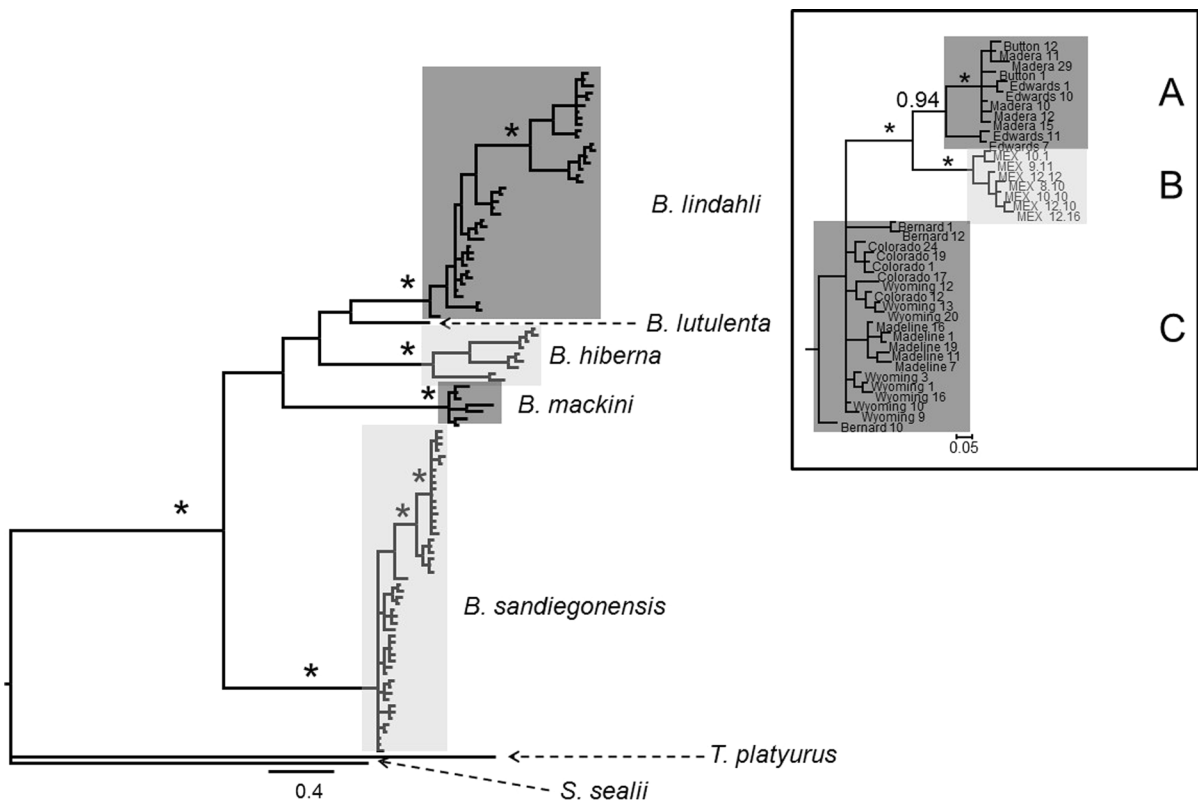 *
B. lindahli
*
B. lutulenta
*
B. hiberna
*
B. mackini
*
*
*
B. sandiegonensis
*
T. platyurus
S. sealii
0.4
Button 12
Madera 11
Madera 29
Button 1
Edwards 1
Edwards 10
Madera 10
Madera 12
Madera 15
Edwards 11
Edwards 7
*
0.94
*
A
MEX 10.1
MEX 9.11
MEX 12.12
MEX 8.10
MEX 10.10
MEX 12.10
MEX 12.16
*
B
Bernard 1
Bernard 12
Colorado 24
Colorado 19
Colorado 1
Colorado 17
Wyoming 12
Colorado 12
Wyoming 13
Wyoming 20
Madeline 16
Madeline 1
Madeline 19
Madeline 11
Madeline 7
Wyoming 3
Wyoming 1
Wyoming 16
Wyoming 10
Wyoming 9
Bernard 10
C
0.05